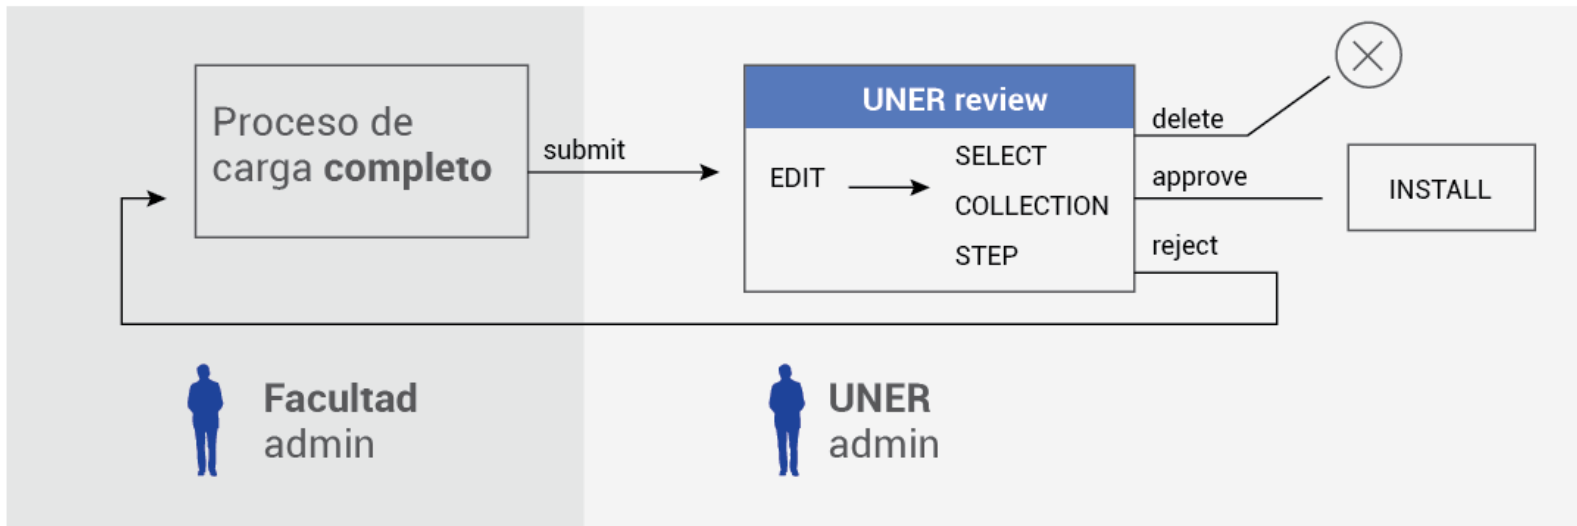 Proceso de
carga completo
submit
UNER review
EDIT
SELECT
COLLECTION
STEP
delete
approve
reject
INSTALL
Facultad
admin
UNER
admin